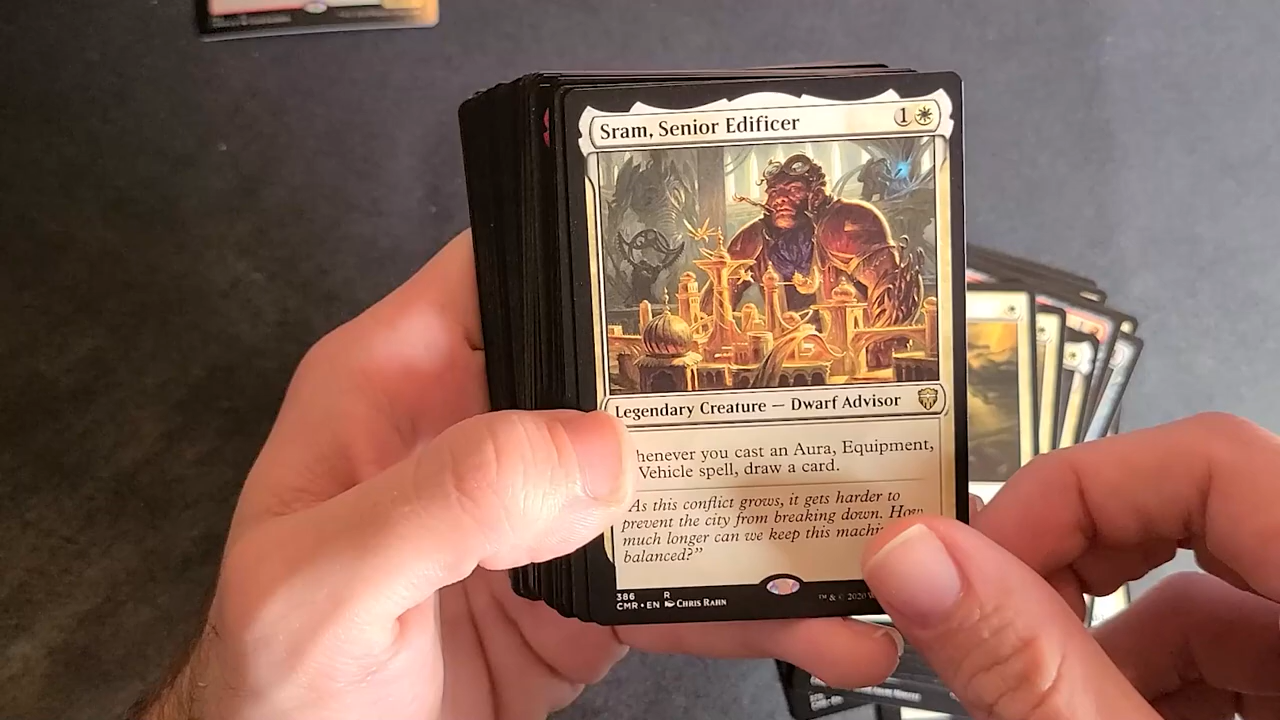 Sram, Senior Edificer 1
Legendary Creature — Dwarf Advisor
henever you cast an Aura, Equipment,
Vehicle spell, draw a card.
As this conflict grows, it gets harder to
prevent the city from breaking down. How
much longer can we keep this machi
balanced?”
386 R
CMR • EN Chris Rahn
™ & © 2020 W